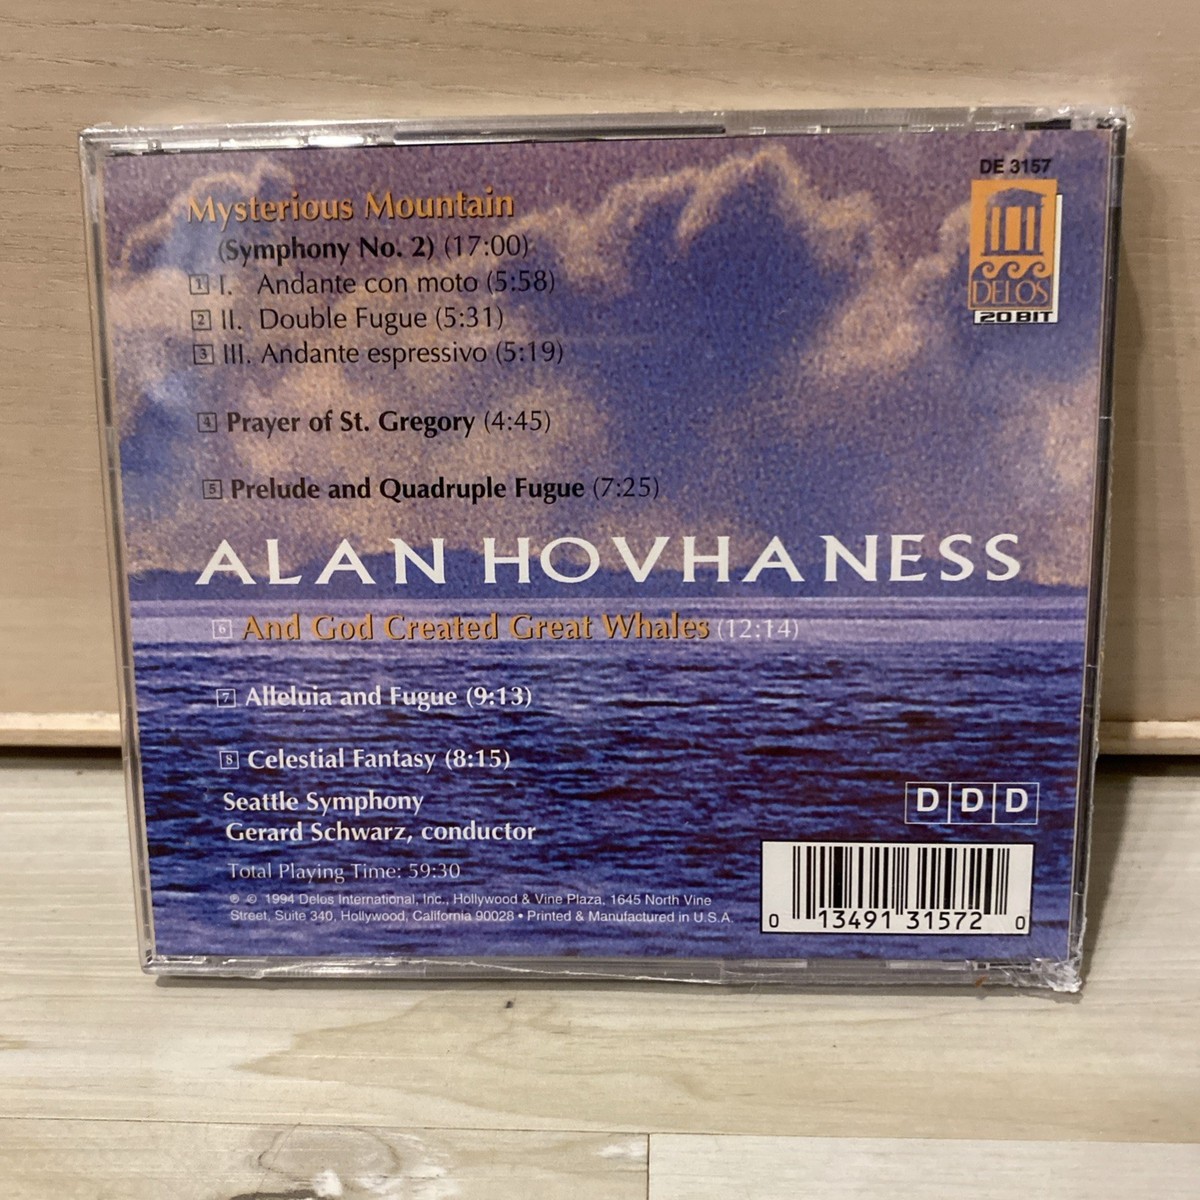 DE 3157
DELOS
20 BIT
Mysterious Mountain
(Symphony No. 2) (17:00)
1 I. Andante con moto (5:58)
2 II. Double Fugue (5:31)
3 III. Andante espressivo (5:19)
4 Prayer of St. Gregory (4:45)
5 Prelude and Quadruple Fugue (7:25)
ALAN HOVHANESS
6 And God Created Great Whales (12:14)
7 Alleluia and Fugue (9:13)
8 Celestial Fantasy (8:15)
Seattle Symphony
Gerard Schwarz, conductor
Total Playing Time: 59:30
℗ © 1994 Delos International, Inc., Hollywood & Vine Plaza, 1645 North Vine
Street, Suite 340, Hollywood, California 90028 • Printed & Manufactured in U.S.A.
D D D
0 13491 31572 0